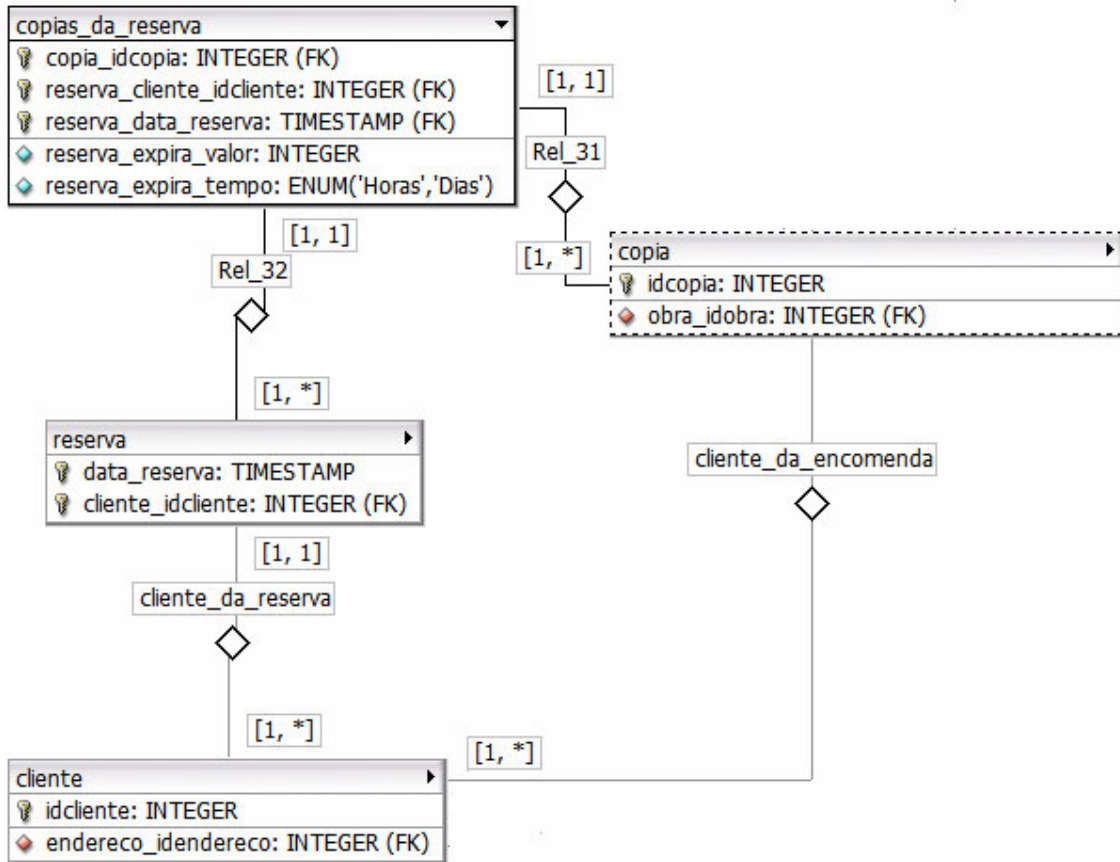 copias_da_reserva
copia_idcopia: INTEGER (FK)
reserva_cliente_idcliente: INTEGER (FK)
reserva_data_reserva: TIMESTAMP (FK)
reserva_expira_valor: INTEGER
reserva_expira_tempo: ENUM('Horas','Dias')
[1, 1]
Rel_31
[1, *]
copia
idcopia: INTEGER
obra_idobra: INTEGER (FK)
[1, 1]
Rel_32
[1, *]
reserva
data_reserva: TIMESTAMP
cliente_idcliente: INTEGER (FK)
cliente_da_encomenda
[1, 1]
cliente_da_reserva
[1, *]
[1, *]
cliente
idcliente: INTEGER
endereco_idendereco: INTEGER (FK)